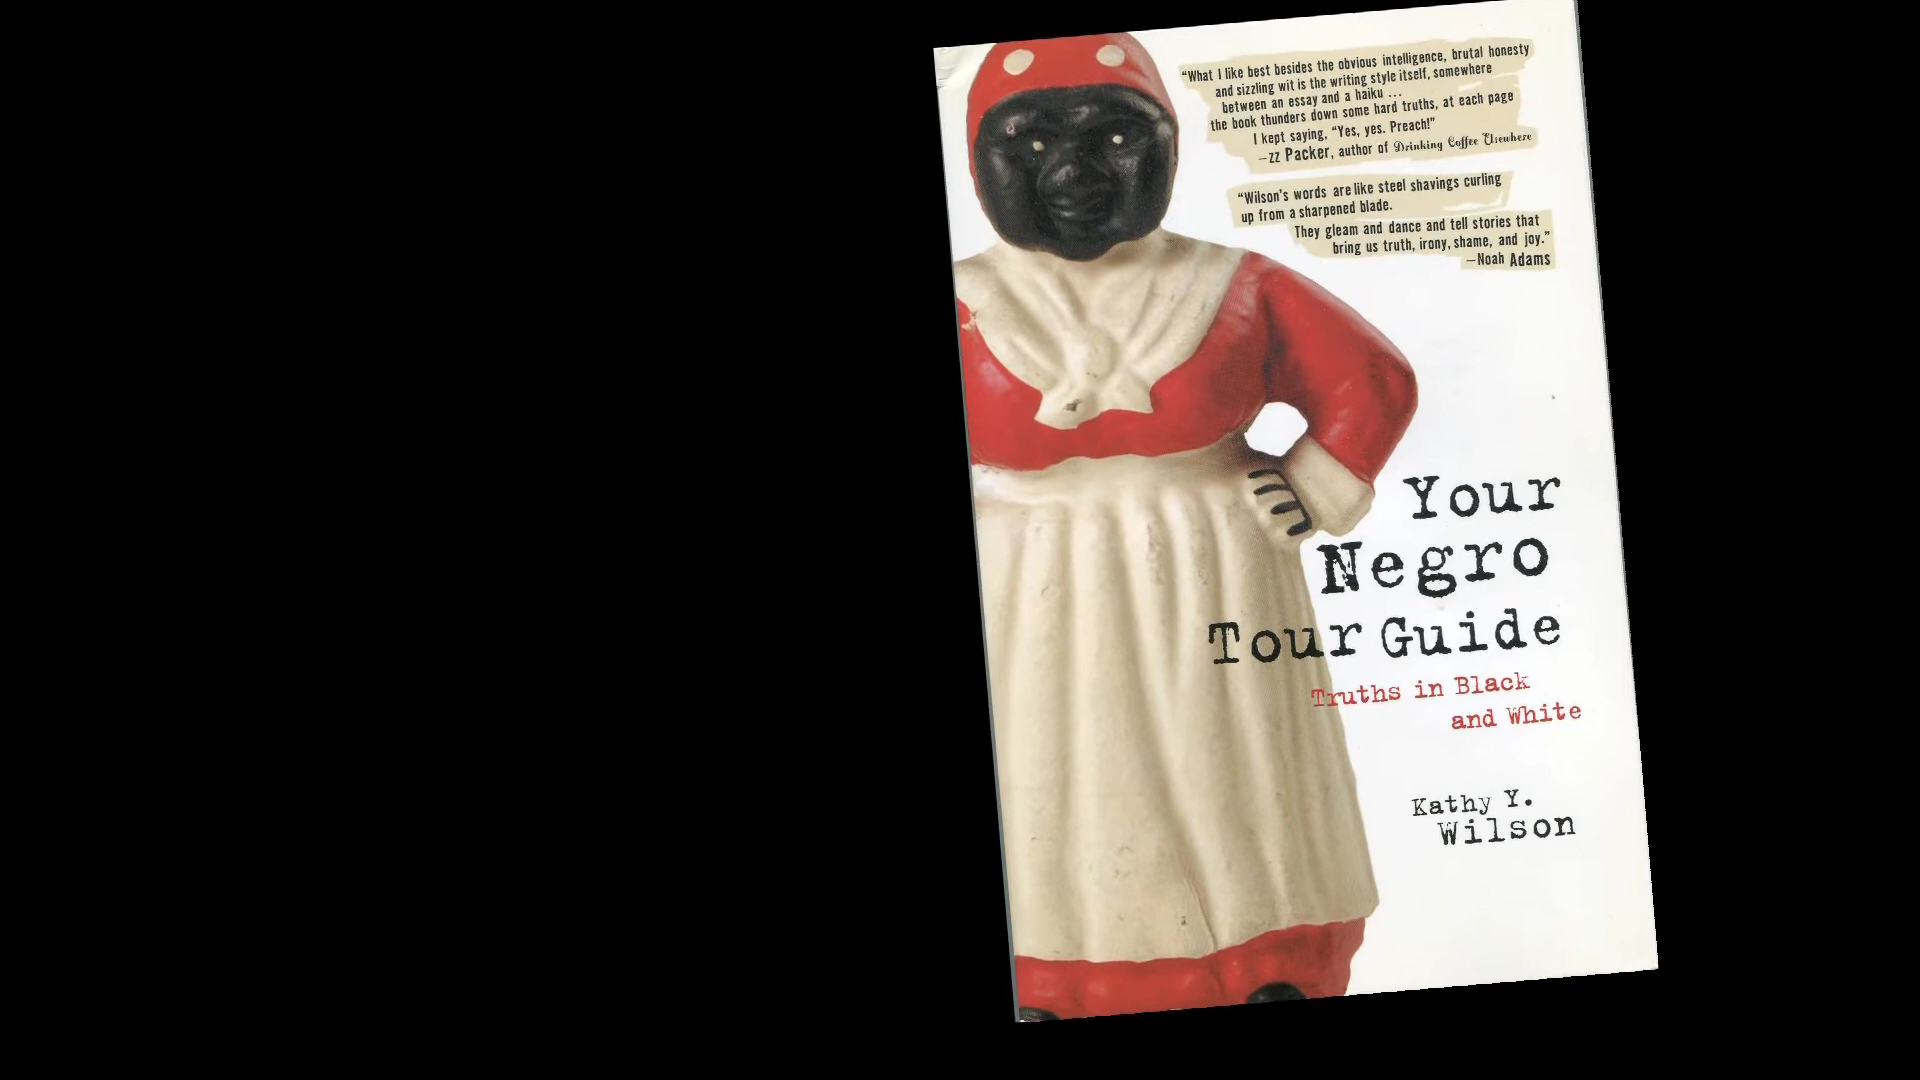 “What I like best besides the obvious intelligence, brutal honesty
and sizzling wit is the writing style itself, somewhere
between an essay and a haiku ...
the book thunders down some hard truths, at each page
I kept saying, “Yes, yes. Preach!”
–ZZ Packer, author of Drinking Coffee Elsewhere
“Wilson's words are like steel shavings curling
up from a sharpened blade.
They gleam and dance and tell stories that
bring us truth, irony, shame, and joy.”
–Noah Adams
Your
Negro
Tour Guide
Truths in Black
and White
Kathy Y.
Wilson